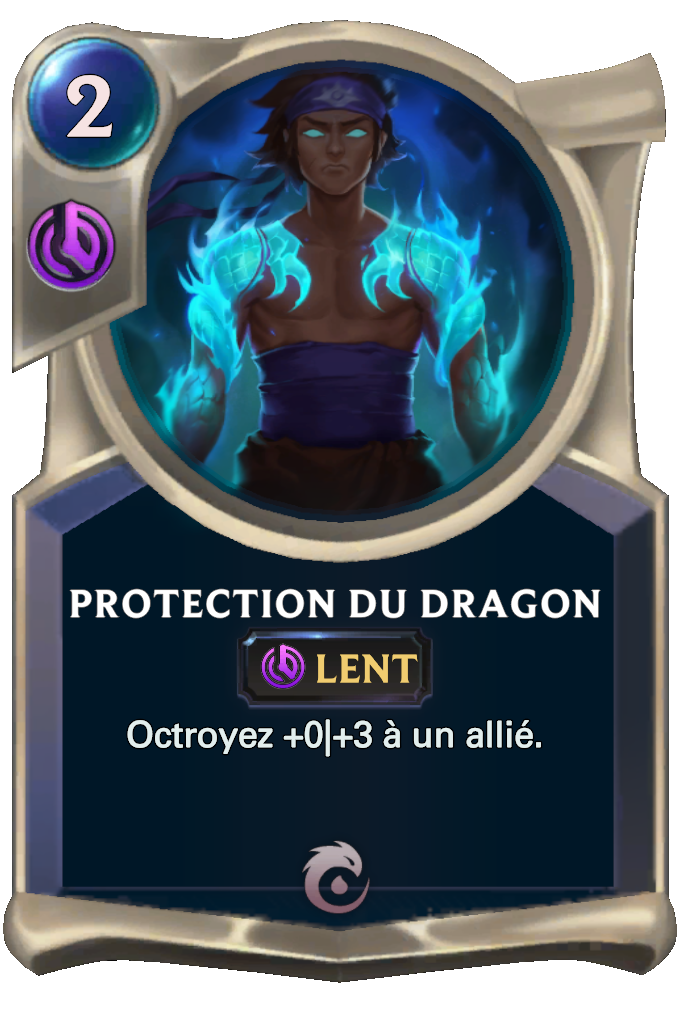 2
PROTECTION DU DRAGON
LENT
Octroyez +0|+3 à un allié.